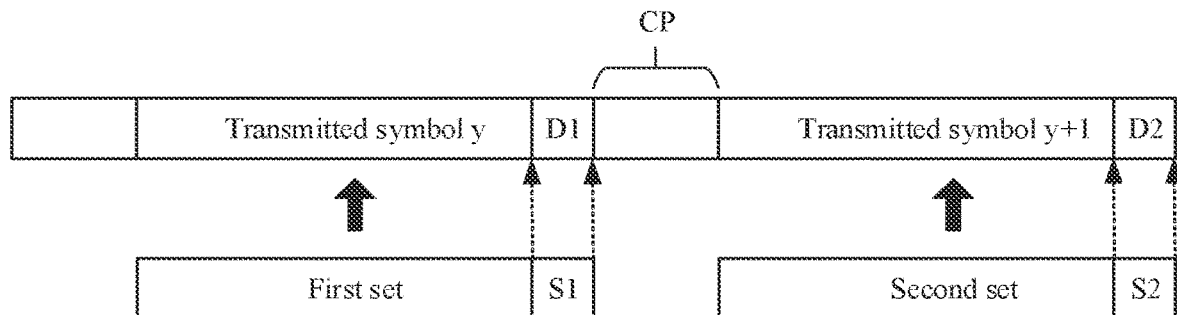 CP
Transmitted symbol y D1 Transmitted symbol y+1 D2
First set S1 Second set S2